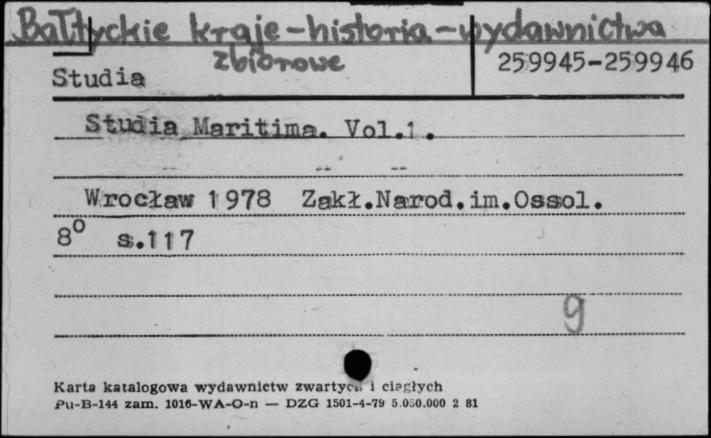 Bałtyckie kraje-historia-wydawnictwa
zbiorowe
259945-259946
Studia
Studia Maritima. Vol.1.
-- --
Wrocław 1978 Zakł.Narod.im.Ossol.
8° s.117
9
Karta katalogowa wydawnictw zwartych i ciągłych
Pu-B-144 zam. 1016-WA-O-n — DZG 1501-4-79 5.050.000 2 81